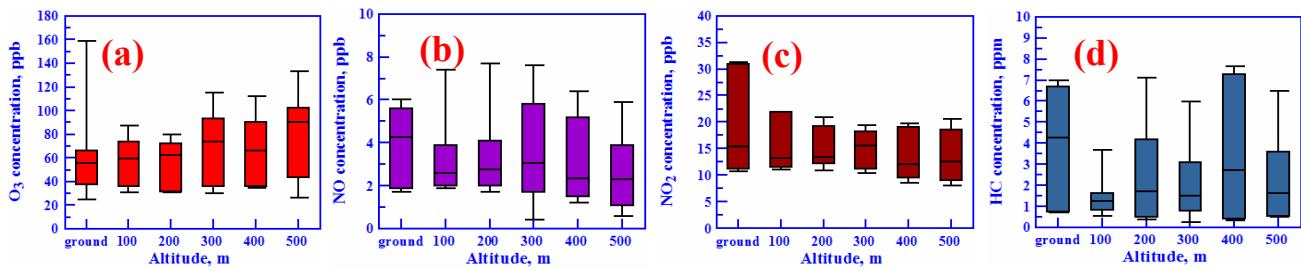 (a)
O3 concentration, ppb
180
160
140
120
100
80
60
40
20
0
ground 100 200 300 400 500
Altitude, m
(b)
NO concentration, ppb
10
8
6
4
2
0
ground 100 200 300 400 500
Altitude, m
(c)
NO2 concentration, ppb
40
35
30
25
20
15
10
5
0
ground 100 200 300 400 500
Altitude, m
(d)
HC concentration, ppm
10
9
8
7
6
5
4
3
2
1
0
ground 100 200 300 400 500
Altitude, m